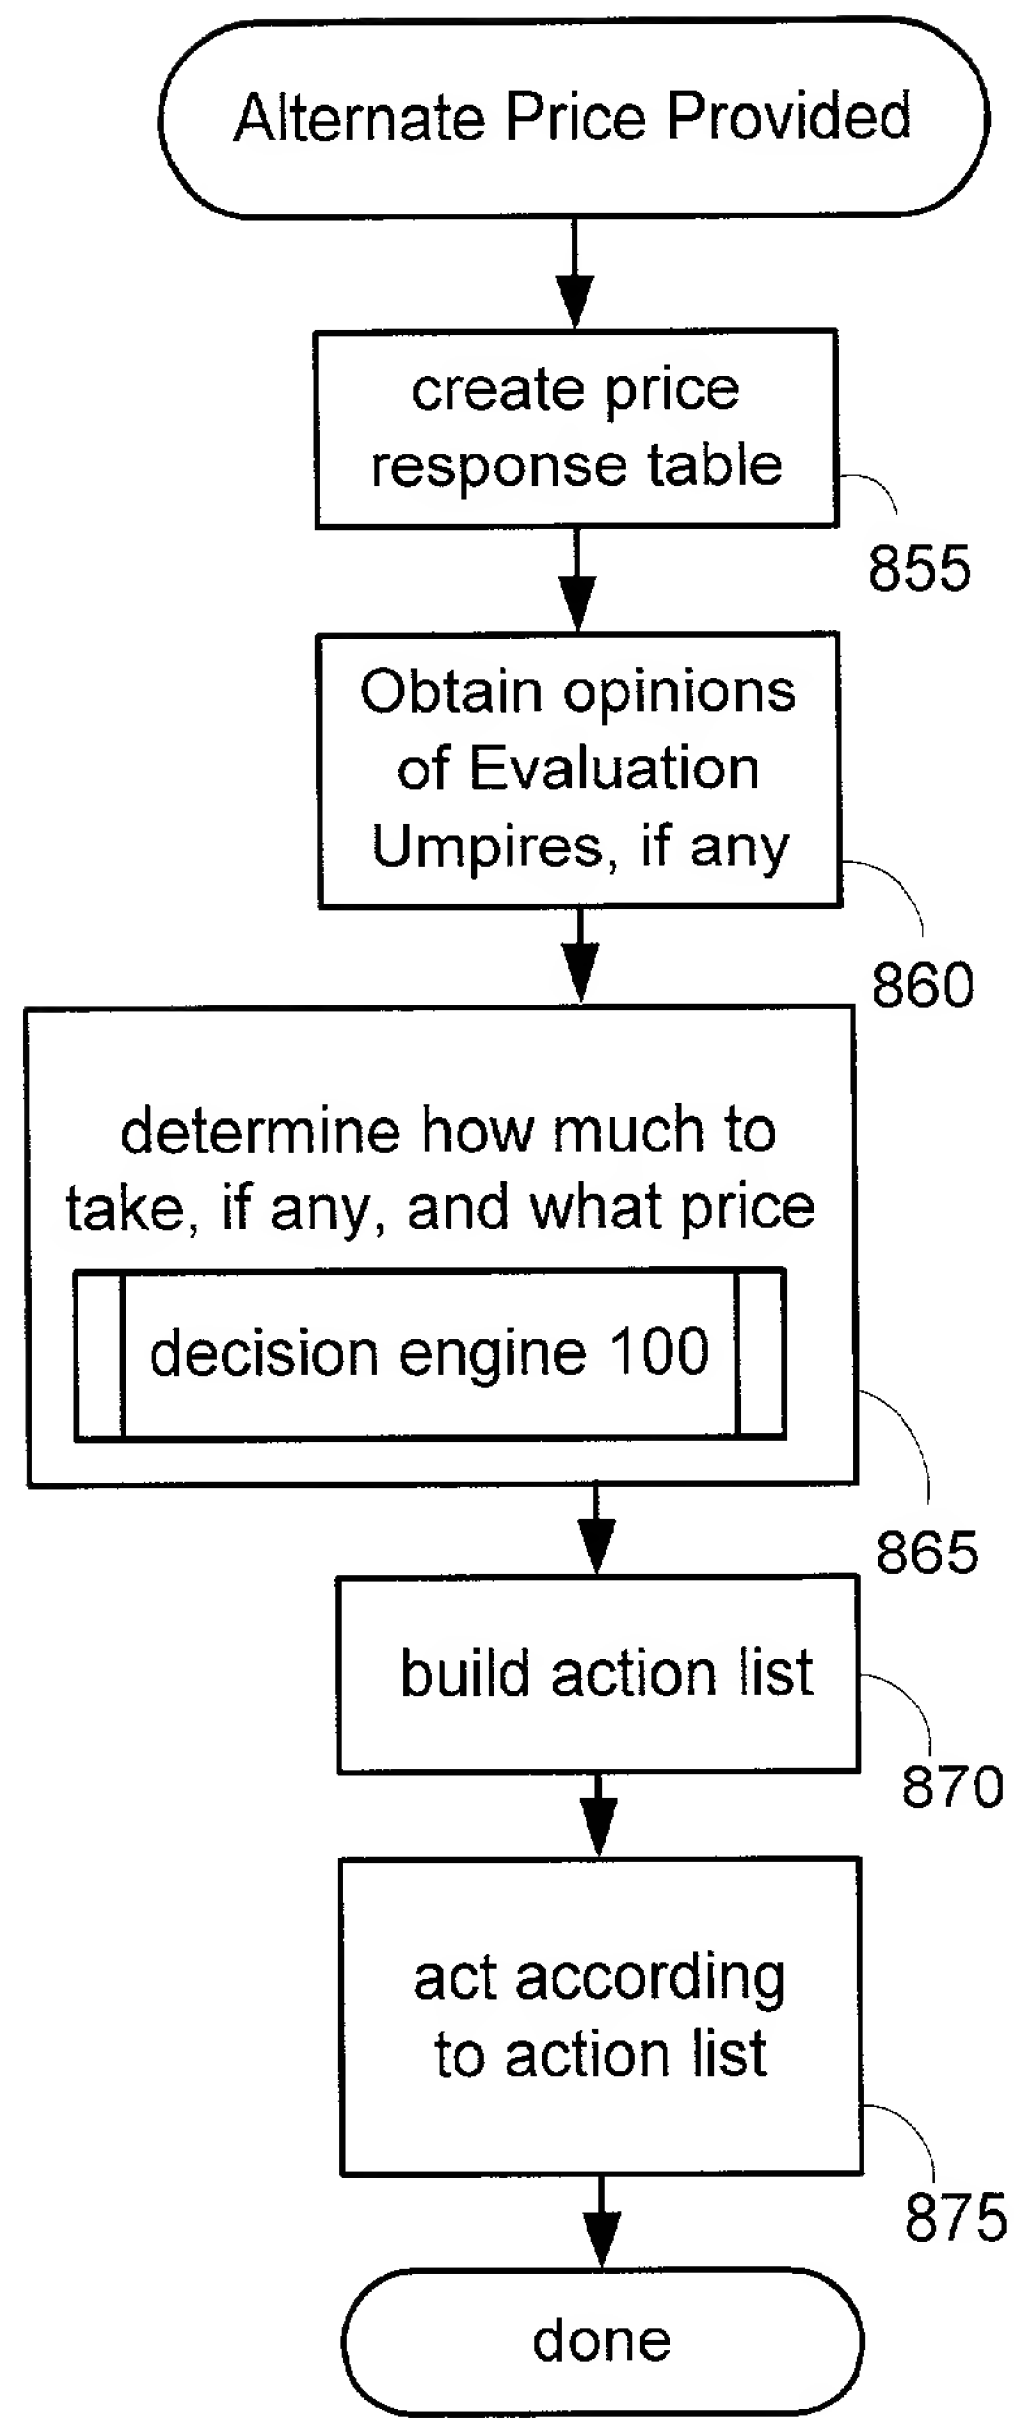 Alternate Price Provided
create price
response table
855
Obtain opinions
of Evaluation
Umpires, if any
860
determine how much to
take, if any, and what price
decision engine 100
865
build action list
870
act according
to action list
875
done